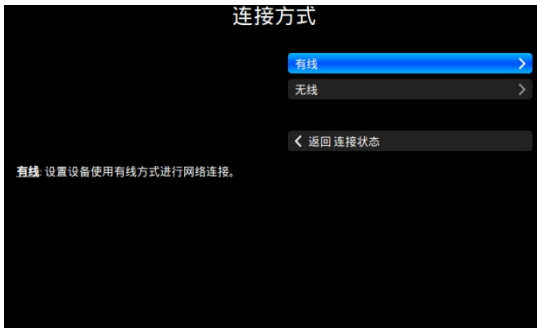 连接方式
有线
无线
返回 连接状态
有线: 设置设备使用有线方式进行网络连接。